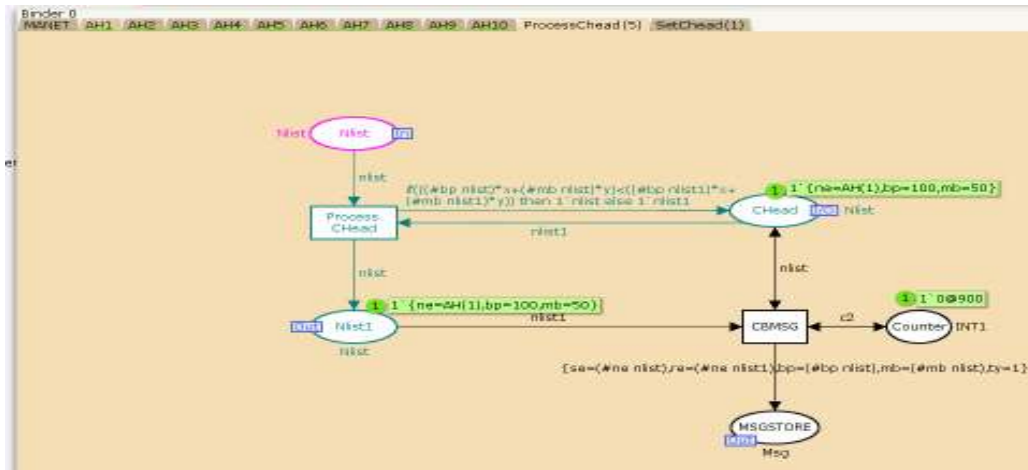 Binder 0
MANET AH1 AH2 AH3 AH4 AH5 AH6 AH7 AH8 AH9 AH10 ProcessChead(5) SetChead(1)
Nlist Nlist In
nlist
if(((#bp nlist)*x+(#mb nlist)*y)<((#bp nlist1)*x+
(#mb nlist1)*y)) then 1`nlist else 1`nlist1
1 1`{ne=AH(1),bp=100,mb=50}
Process
CHead
CHead I/O Nlist
nlist1
nlist
nlist
1 1`{ne=AH(1),bp=100,mb=50}
1 1`0@900
Out Nlist1
nlist1
CBMSG
c2
Counter INT1
Nlist
{se=(#ne nlist),re=(#ne nlist1),bp=(#bp nlist),mb=(#mb nlist),ty=1}
MSGSTORE
Out
Msg